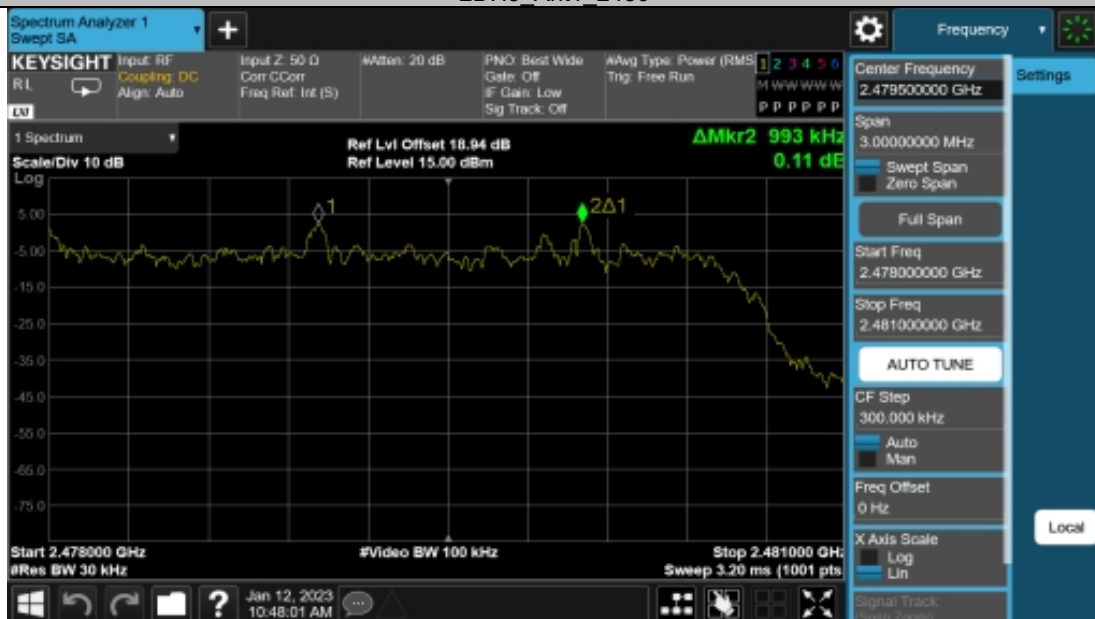 Spectrum Analyzer 1
Swept SA
Frequency
KEYSIGHT
RL
LXI
Input: RF
Coupling: DC
Align: Auto
Input Z: 50 Ω
Corr CCorr
Freq Ref: Int (S)
#Atten: 20 dB
PNO: Best Wide
Gate: Off
IF Gain: Low
Sig Track: Off
#Avg Type: Power (RMS
Trig: Free Run
1 2 3 4 5 6
M W W W W W
P P P P P P
Center Frequency
2.479500000 GHz
Settings
Span
3.00000000 MHz
Swept Span
Zero Span
Full Span
Start Freq
2.478000000 GHz
Stop Freq
2.481000000 GHz
AUTO TUNE
CF Step
300.000 kHz
Auto
Man
Freq Offset
0 Hz
X Axis Scale
Log
Lin
Signal Track
(Span Zoom)
Local
1 Spectrum
Scale/Div 10 dB
Log
Ref Lvl Offset 18.94 dB
Ref Level 15.00 dBm
ΔMkr2 993 kHz
0.11 dB
1
2Δ1
5.00
-5.00
-15.0
-25.0
-35.0
-45.0
-55.0
-65.0
-75.0
Start 2.478000 GHz
#Res BW 30 kHz
#Video BW 100 kHz
Stop 2.481000 GHz
Sweep 3.20 ms (1001 pts
?
Jan 12, 2023
10:48:01 AM